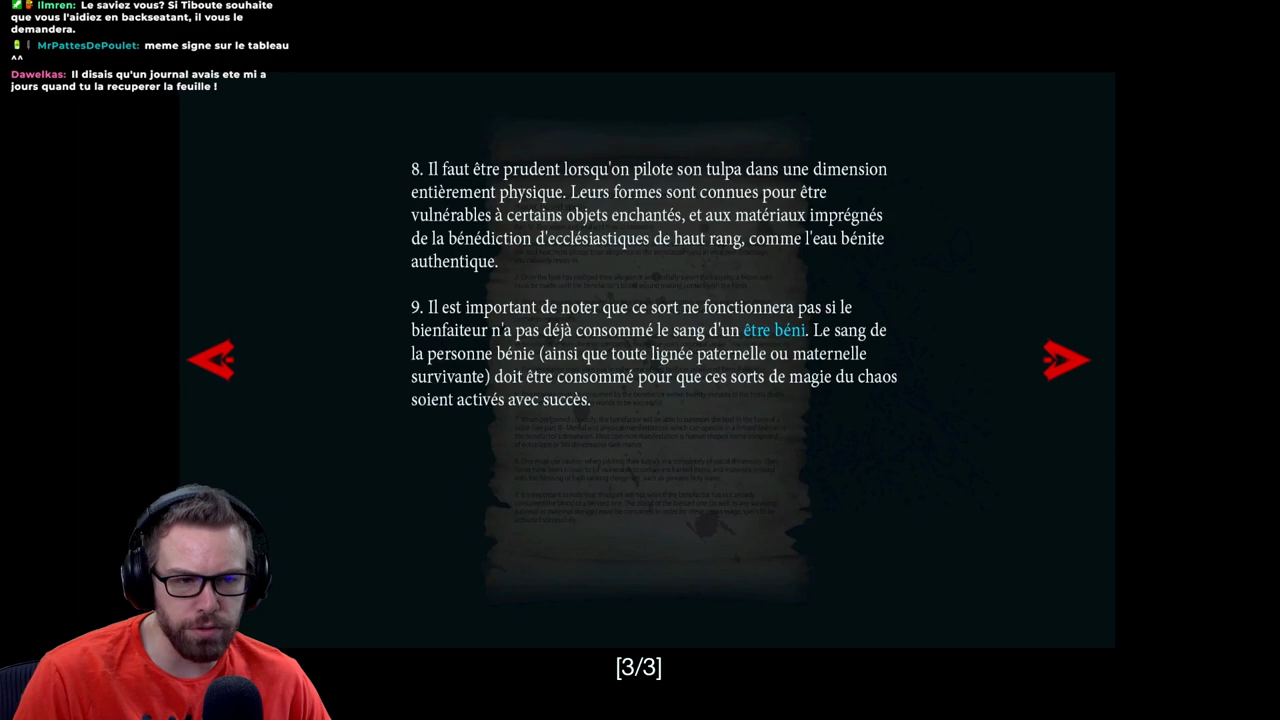 Ilmren: Le saviez vous? Si Tiboute souhaite
que vous l'aidiez en backseatant, il vous le
demandera.
MrPattesDePoulet: meme signe sur le tableau
^^
Dawelkas: Il disais qu'un journal avais ete mi a
jours quand tu la recuperer la feuille !
8. Il faut être prudent lorsqu'on pilote son tulpa dans une dimension
entièrement physique. Leurs formes sont connues pour être
vulnérables à certains objets enchantés, et aux matériaux imprégnés
de la bénédiction d'ecclésiastiques de haut rang, comme l'eau bénite
authentique.
9. Il est important de noter que ce sort ne fonctionnera pas si le
bienfaiteur n'a pas déjà consommé le sang d'un être béni. Le sang de
la personne bénie (ainsi que toute lignée paternelle ou maternelle
survivante) doit être consommé pour que ces sorts de magie du chaos
soient activés avec succès.
[3/3]